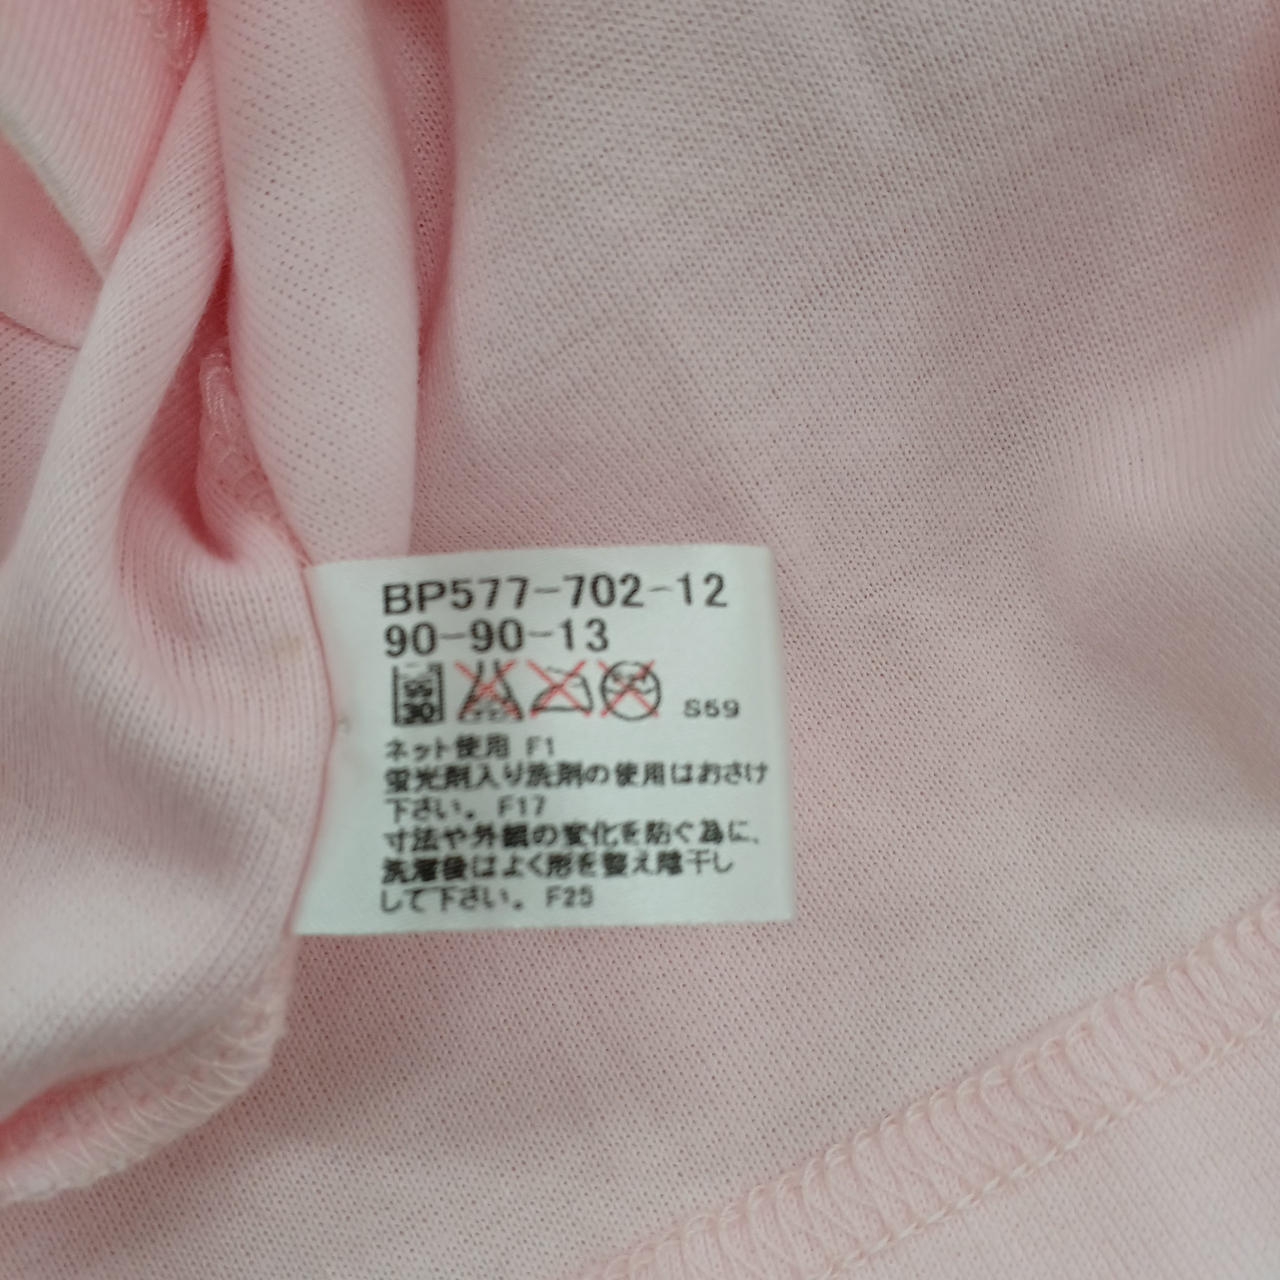 BP577-702-12
90-90-13
30 S59
ネット使用 F1
蛍光剤入り洗剤の使用はおさけ
下さい。 F17
寸法や外観の変化を防ぐ為に、
洗濯後はよく形を整え陰干し
して下さい。 F25